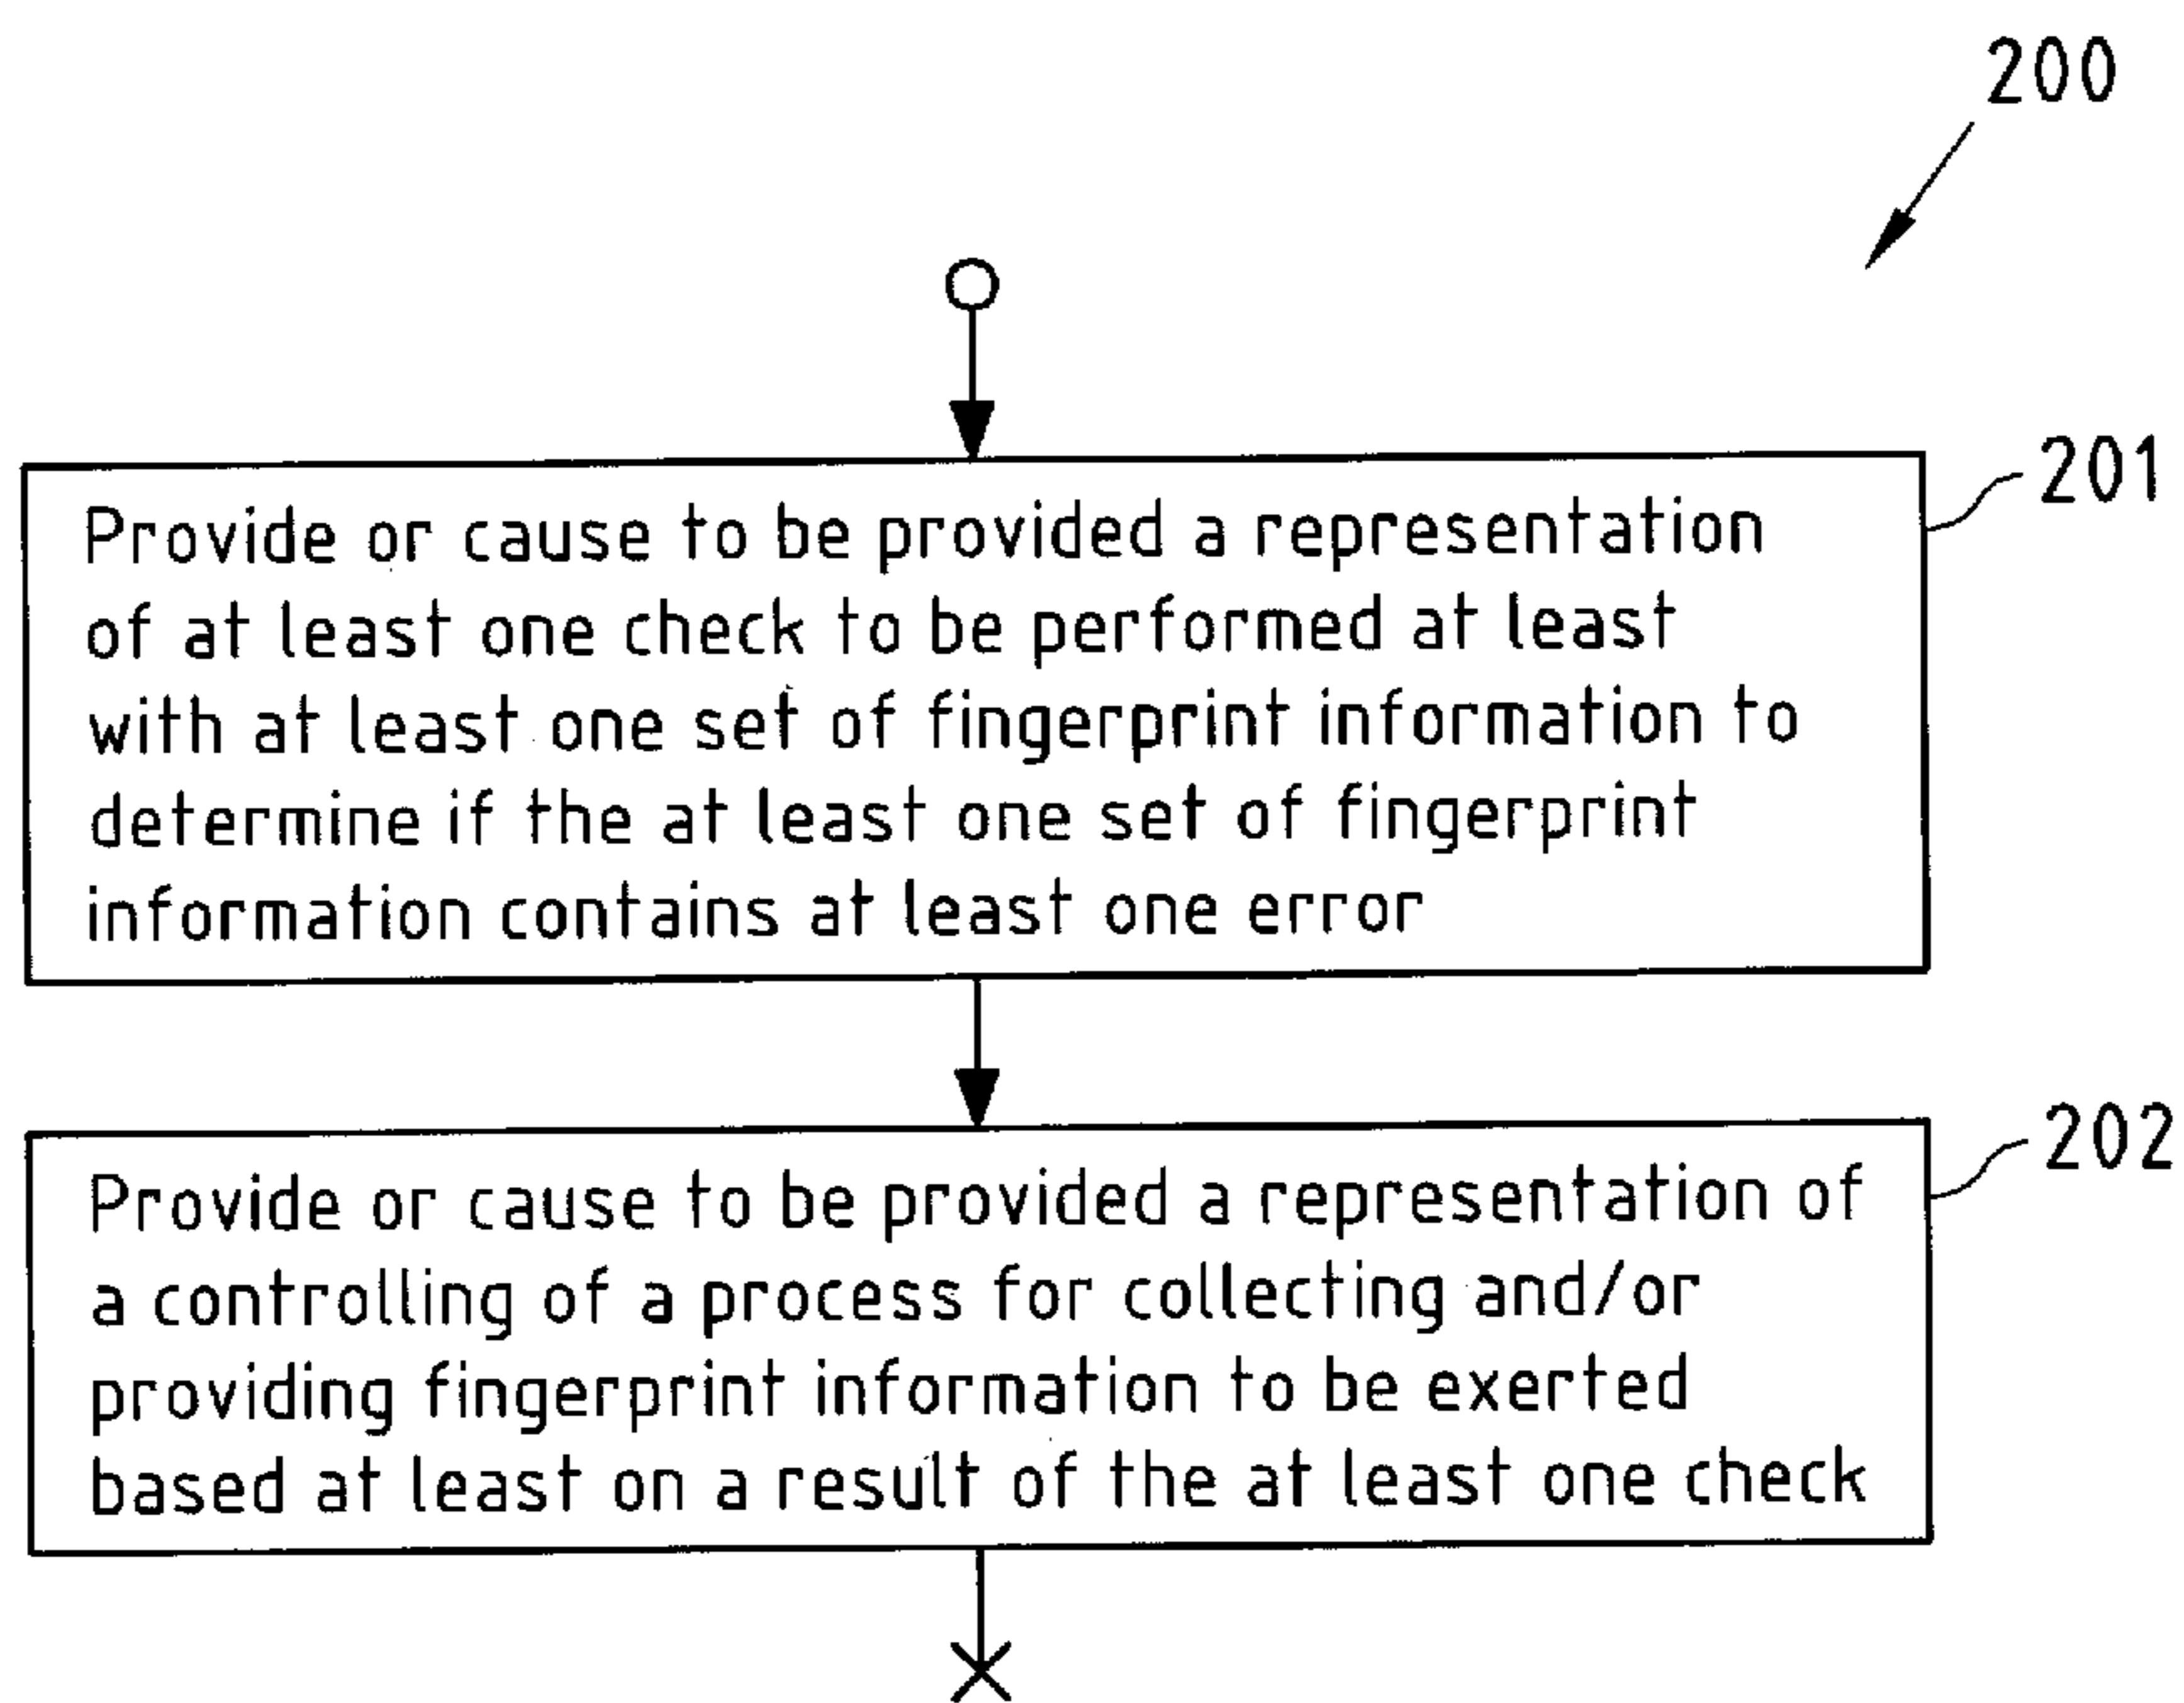 200
201
Provide or cause to be provided a representation
of at least one check to be performed at least
with at least one set of fingerprint information to
determine if the at least one set of fingerprint
information contains at least one error
202
Provide or cause to be provided a representation of
a controlling of a process for collecting and/or
providing fingerprint information to be exerted
based at least on a result of the at least one check